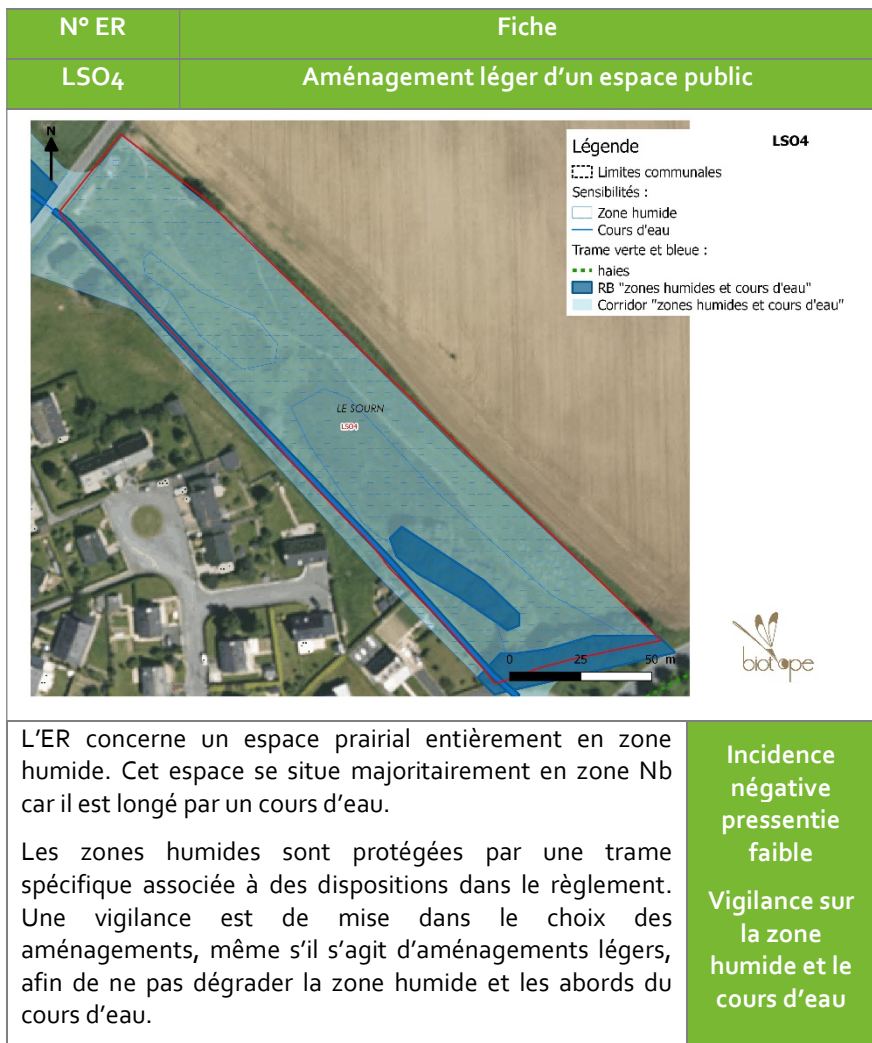 N° ER
Fiche
LSO4
Aménagement léger d’un espace public
N
Légende
LSO4
Limites communales
Sensibilités :
Zone humide
Cours d'eau
Trame verte et bleue :
haies
RB "zones humides et cours d'eau"
Corridor "zones humides et cours d'eau"
LE SOURN
LSO4
0 25 50 m
biotope
L’ER concerne un espace prairial entièrement en zone
humide. Cet espace se situe majoritairement en zone Nb
car il est longé par un cours d’eau.
Les zones humides sont protégées par une trame
spécifique associée à des dispositions dans le règlement.
Une vigilance est de mise dans le choix des
aménagements, même s’il s’agit d’aménagements légers,
afin de ne pas dégrader la zone humide et les abords du
cours d’eau.
Incidence
négative
pressentie
faible
Vigilance sur
la zone
humide et le
cours d’eau